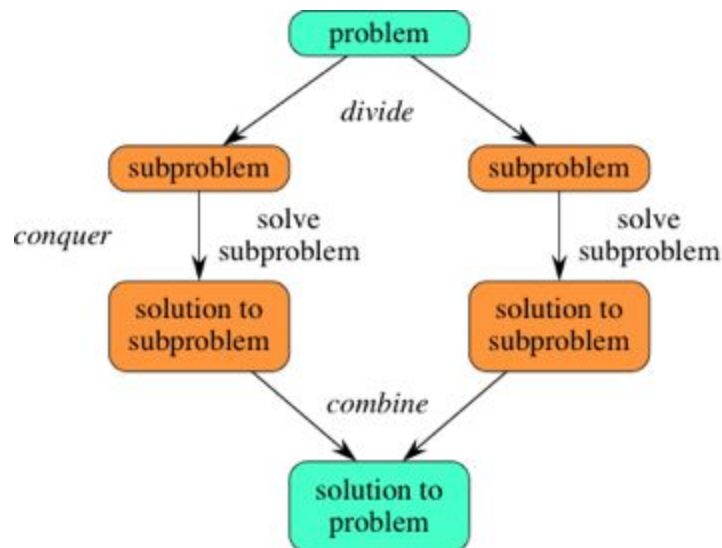 problem
divide
subproblem
subproblem
conquer
solve
subproblem
solve
subproblem
solution to
subproblem
solution to
subproblem
combine
solution to
problem